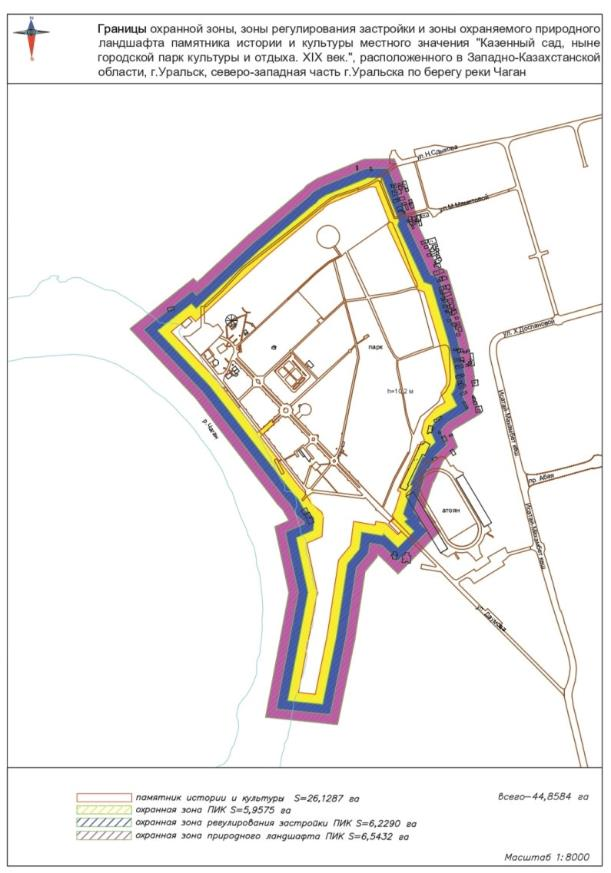 Границы охранной зоны, зоны регулирования застройки и зоны охраняемого природного
ландшафта памятника истории и культуры местного значения "Казенный сад, ныне
городской парк культуры и отдыха. XIX век.", расположенного в Западно-Казахстанской
области, г.Уральск, северо-западная часть г.Уральска по берегу реки Чаган
ул.Н.Сдыкова
ул.М.Маметовой
ул. Х.Доспановой
парк
h=10,2 м
р.Чаган
пр. Абая
атоян
памятник истории и культуры S=26,1287 га
всего-44,8584 га
охранная зона ПИК S=5,9575 га
охранная зона регулирования застройки ПИК S=6,2290 га
охранная зона природного ландшафта ПИК S=6,5432 га
Масштаб 1:8000